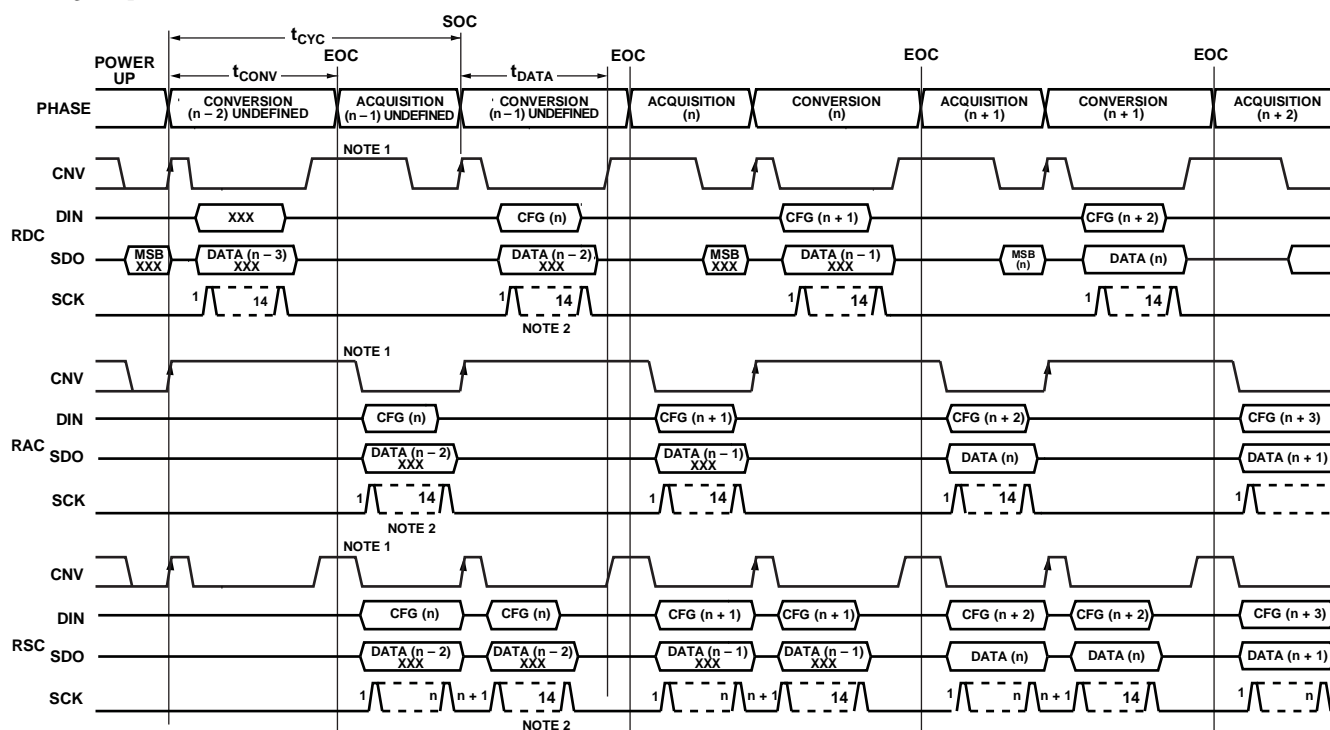 SOC
tCYC
POWER UP
EOC
EOC
EOC
tCONV
tDATA
PHASE
CONVERSION (n – 2) UNDEFINED
ACQUISITION (n – 1) UNDEFINED
CONVERSION (n – 1) UNDEFINED
ACQUISITION (n)
CONVERSION (n)
ACQUISITION (n + 1)
CONVERSION (n + 1)
ACQUISITION (n + 2)
NOTE 1
CNV
RDC
DIN
XXX
CFG (n)
CFG (n + 1)
CFG (n + 2)
SDO
MSB XXX
DATA (n – 3) XXX
DATA (n – 2) XXX
MSB XXX
DATA (n – 1) XXX
MSB (n)
DATA (n)
SCK
1 14
1 14
1 14
1 14
NOTE 2
NOTE 1
CNV
RAC
DIN
CFG (n)
CFG (n + 1)
CFG (n + 2)
CFG (n + 3)
SDO
DATA (n – 2) XXX
DATA (n – 1) XXX
DATA (n)
DATA (n + 1)
SCK
1 14
1 14
1 14
1
NOTE 2
NOTE 1
CNV
RSC
DIN
CFG (n)
CFG (n)
CFG (n + 1)
CFG (n + 1)
CFG (n + 2)
CFG (n + 2)
CFG (n + 3)
SDO
DATA (n – 2) XXX
DATA (n – 2) XXX
DATA (n – 1) XXX
DATA (n – 1) XXX
DATA (n)
DATA (n)
DATA (n + 1)
SCK
1 n n + 1 14
1 n n + 1 14
1 n n + 1 14
1 n
NOTE 2